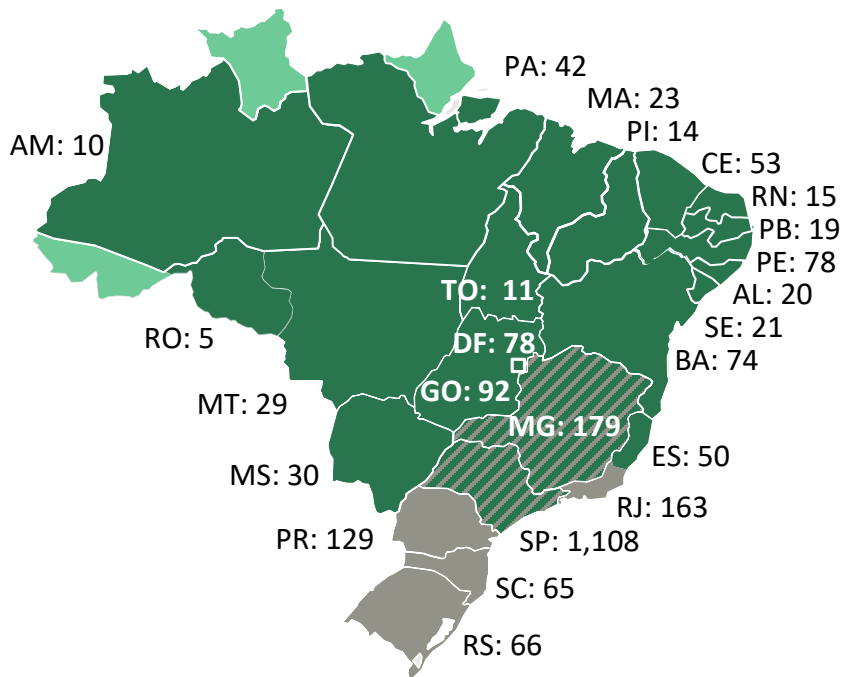 PA: 42
MA: 23
PI: 14
AM: 10
CE: 53
RN: 15
PB: 19
PE: 78
TO: 11
AL: 20
SE: 21
RO: 5
DF: 78
BA: 74
GO: 92
MT: 29
MG: 179
ES: 50
MS: 30
RJ: 163
PR: 129
SP: 1,108
SC: 65
RS: 66